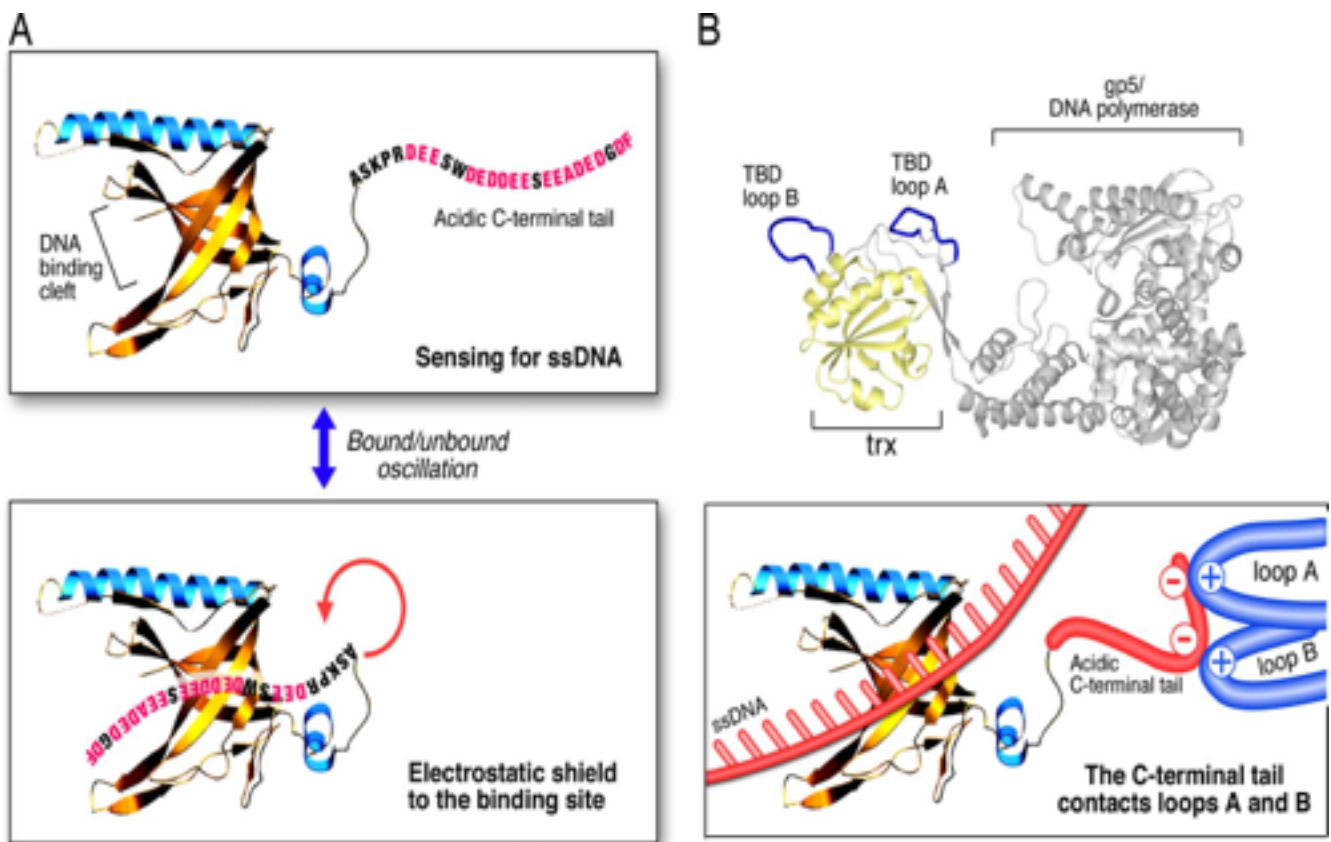 A
ASKPRDEESWDEDDEESEEADEDGDF
Acidic C-terminal tail
DNA
binding
cleft
Sensing for ssDNA
Bound/unbound
oscillation
ASKPRDEESWDEDDEESEEADEDGDF
Electrostatic shield
to the binding site
B
gp5/
DNA polymerase
TBD
loop B
TBD
loop A
trx
ssDNA
Acidic
C-terminal tail
-
+
loop A
-
+
loop B
The C-terminal tail
contacts loops A and B